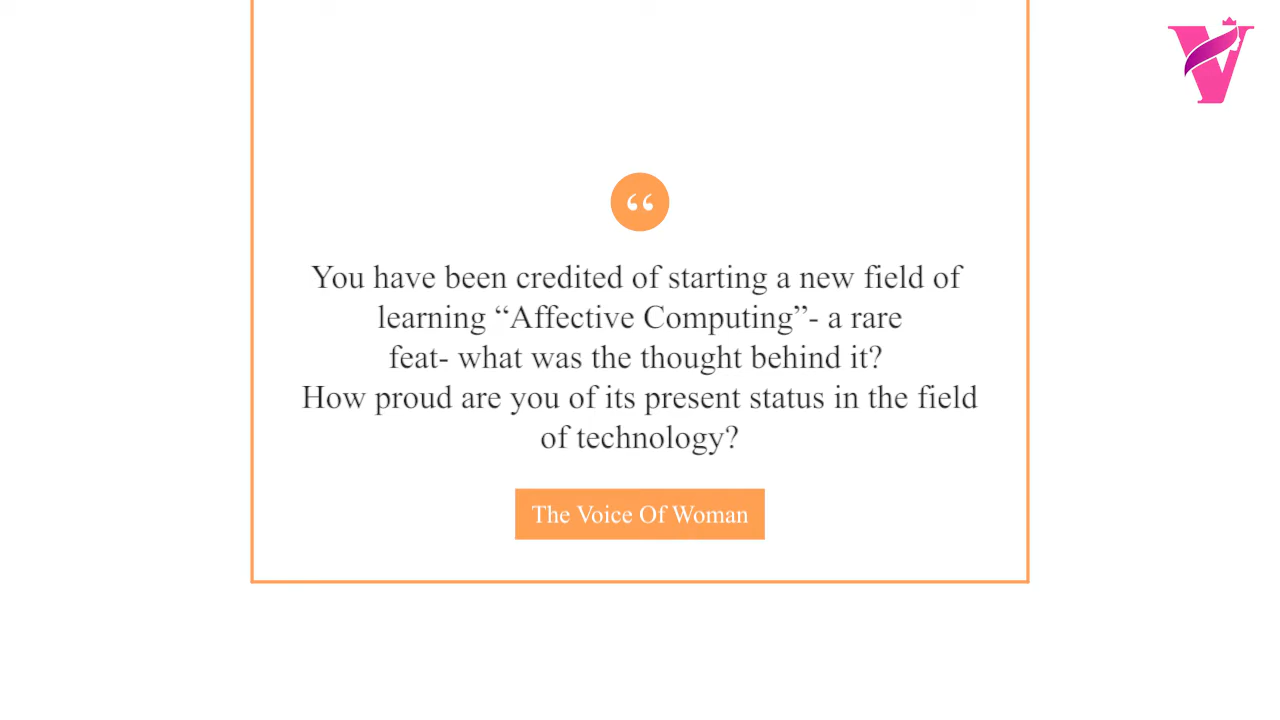 “
You have been credited of starting a new field of
learning “Affective Computing”- a rare
feat- what was the thought behind it?
How proud are you of its present status in the field
of technology?
The Voice Of Woman
V